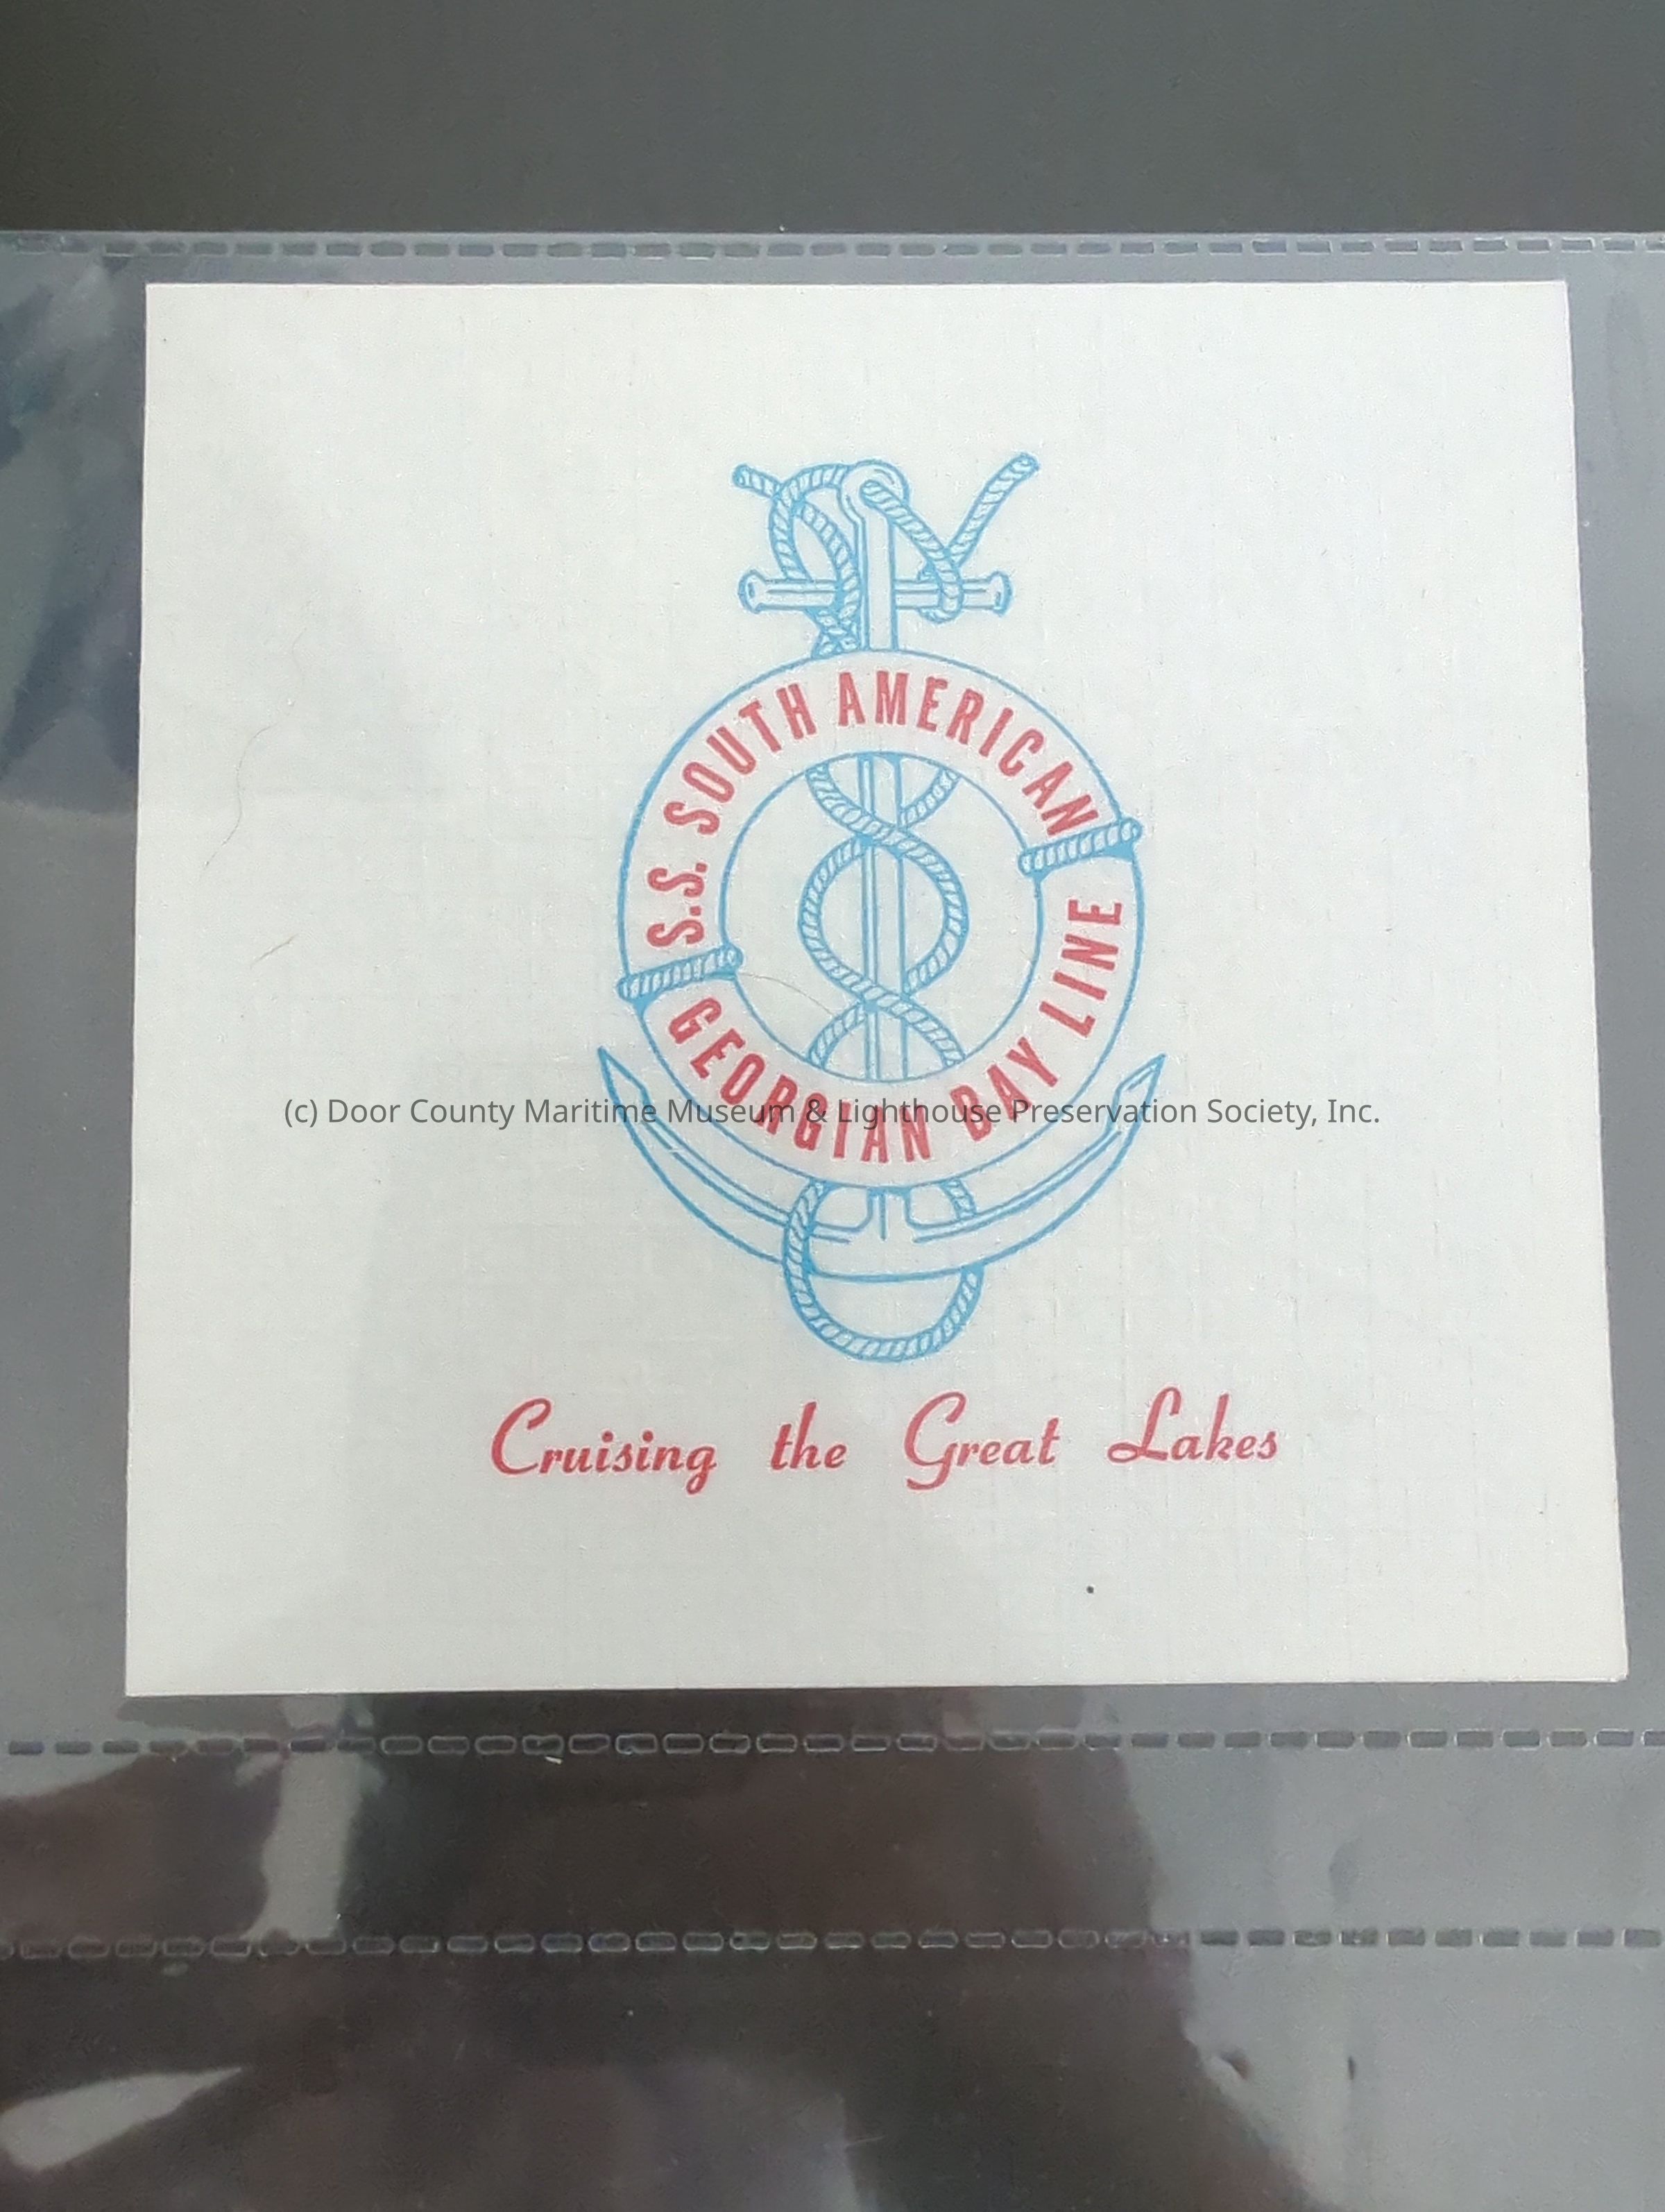 S.S. SOUTH AMERICAN
GEORGIAN BAY LINE
(c) Door County Maritime Museum & Lighthouse Preservation Society, Inc.
Cruising the Great Lakes